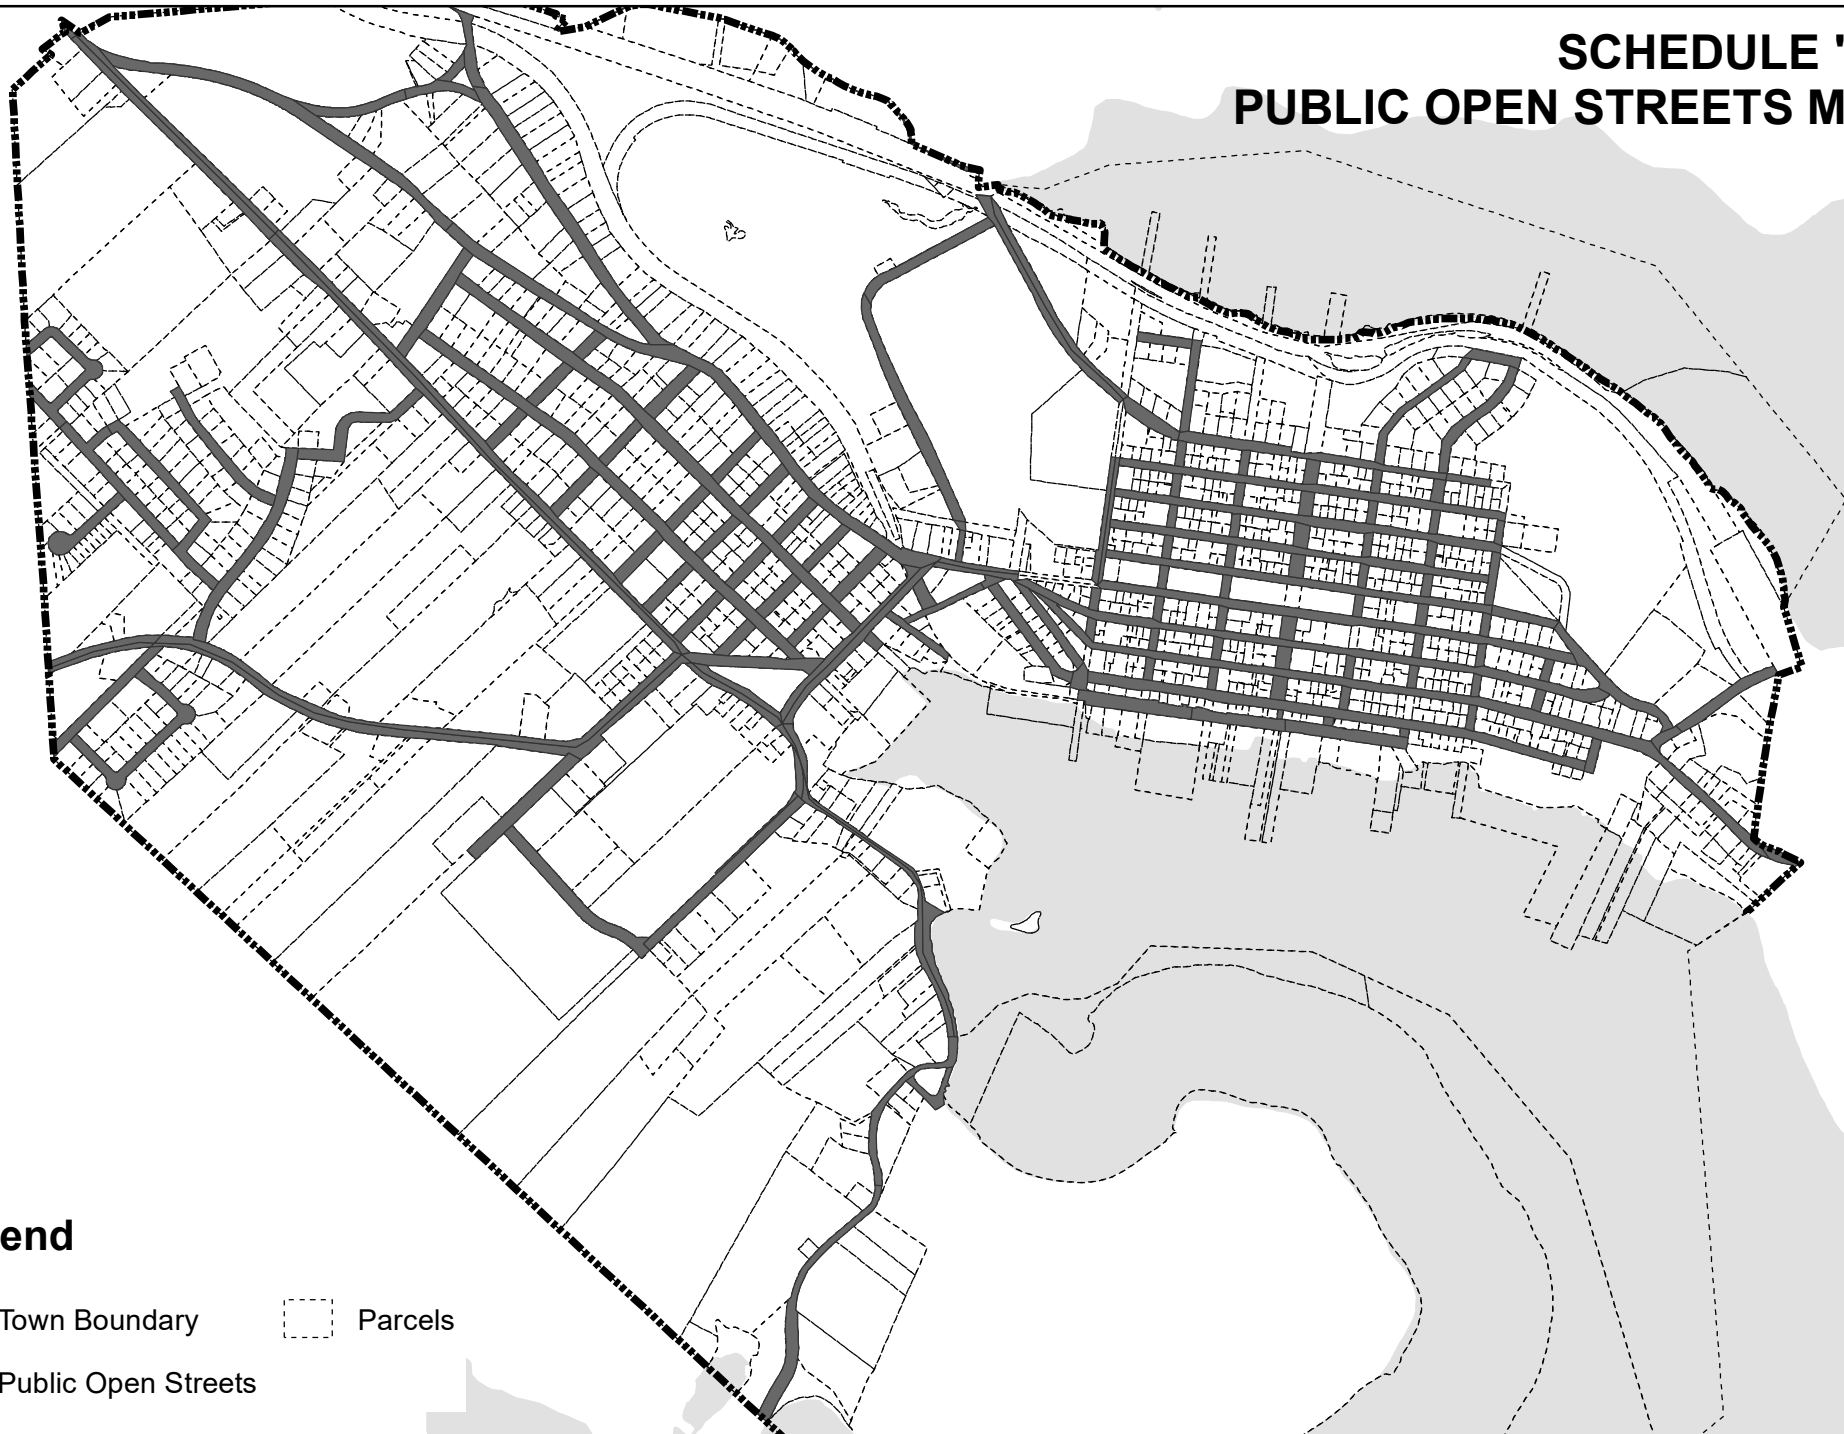 SCHEDULE '
PUBLIC OPEN STREETS M
end
Town Boundary
Parcels
Public Open Streets